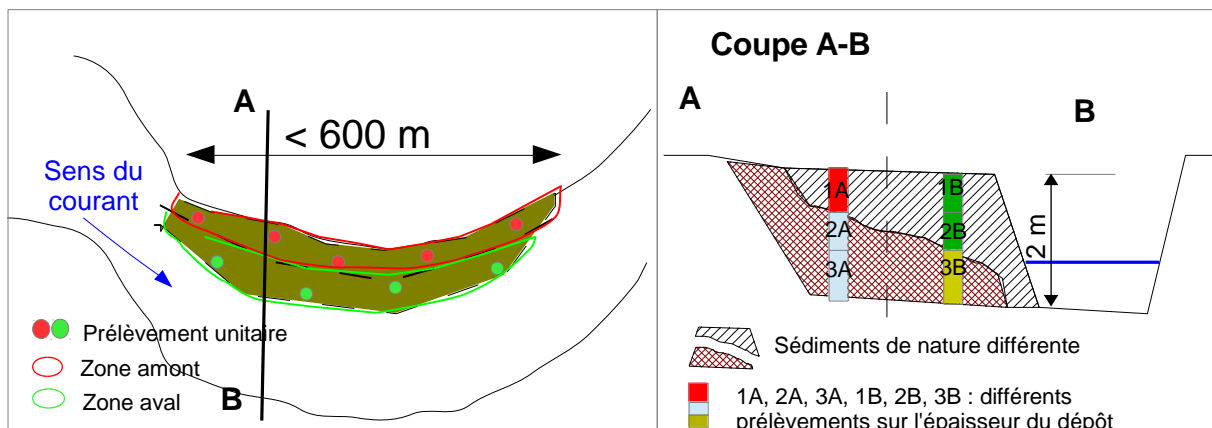 A
< 600 m
Sens du
courant
Prélèvement unitaire
Zone amont
Zone aval
B
Coupe A-B
A
B
1A
1B
2A
2B
3A
3B
2 m
Sédiments de nature différente
1A, 2A, 3A, 1B, 2B, 3B : différents
prélèvements sur l'épaisseur du dépôt